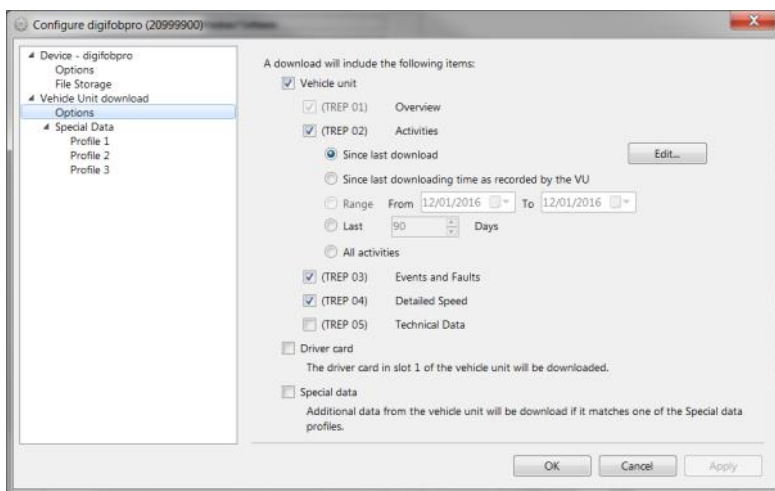 Configure digifobpro (20999900)
Device - digifobpro
Options
File Storage
Vehicle Unit download
Options
Special Data
Profile 1
Profile 2
Profile 3
A download will include the following items:
Vehicle unit
(TREP 01) Overview
(TREP 02) Activities
Since last download Edit...
Since last downloading time as recorded by the VU
Range From 12/01/2016 To 12/01/2016
Last 90 Days
All activities
(TREP 03) Events and Faults
(TREP 04) Detailed Speed
(TREP 05) Technical Data
Driver card
The driver card in slot 1 of the vehicle unit will be downloaded.
Special data
Additional data from the vehicle unit will be download if it matches one of the Special data
profiles.
OK Cancel Apply